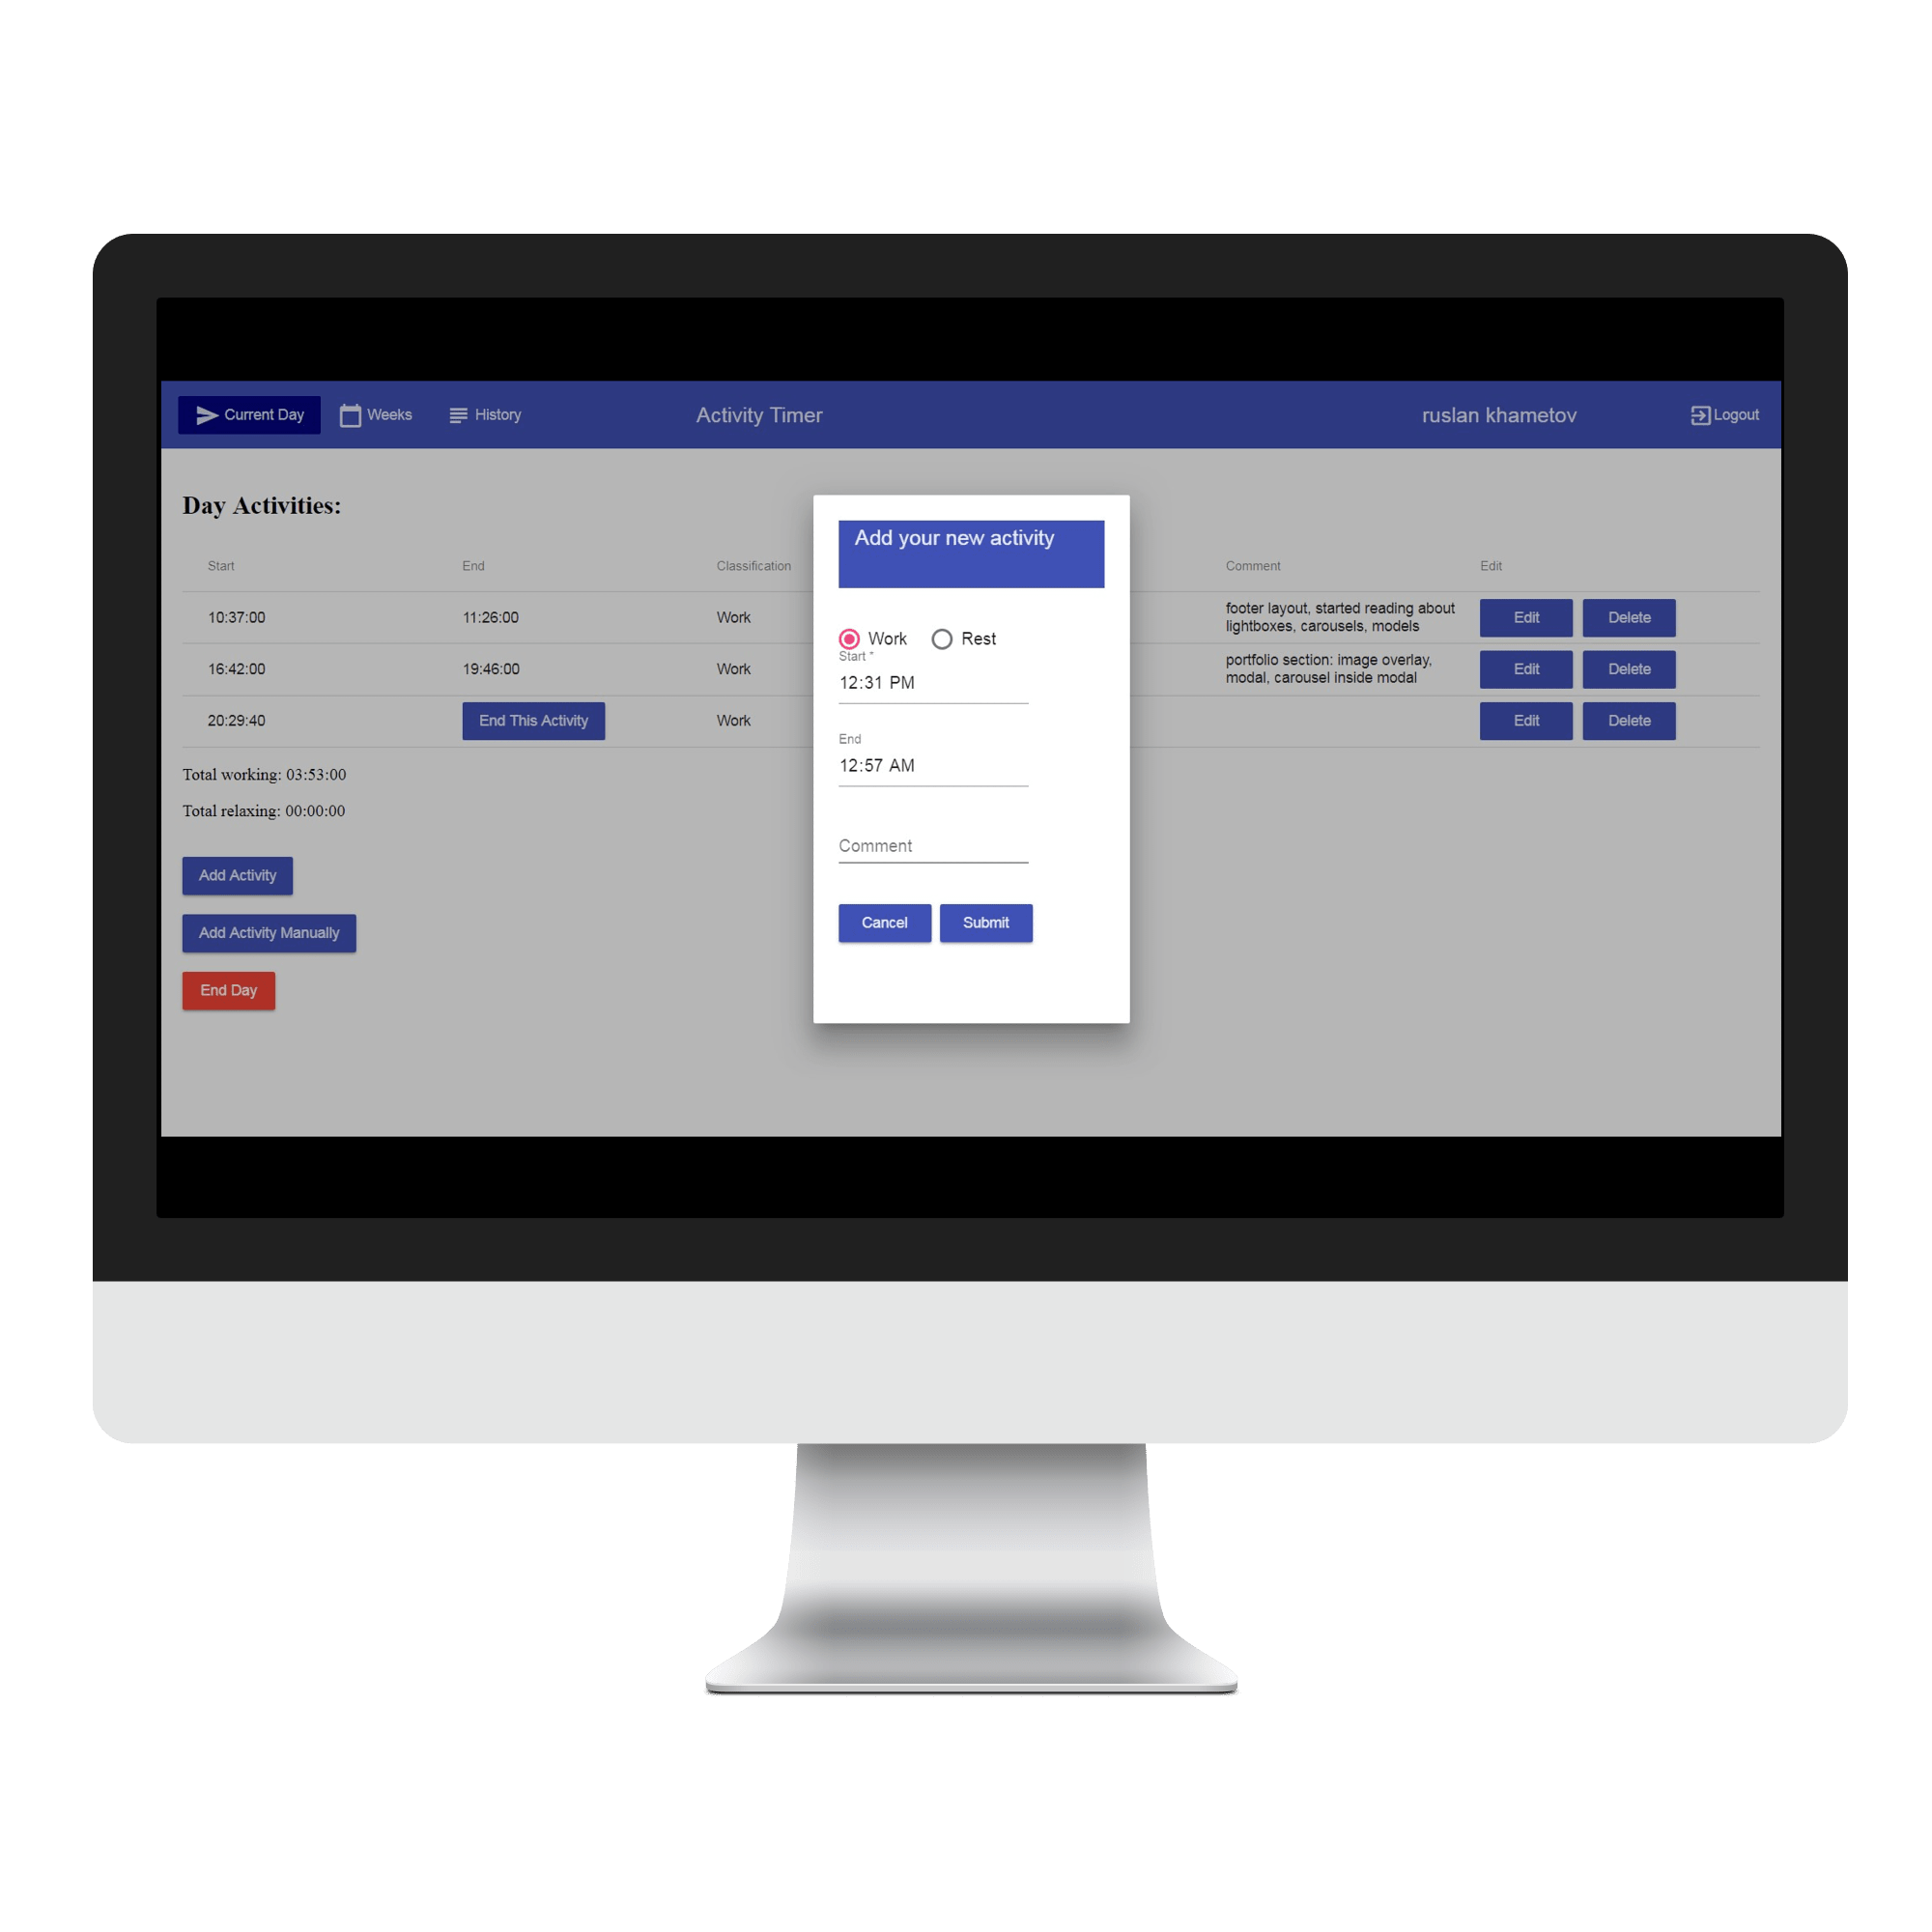 Current Day Weeks History Activity Timer ruslan khametov Logout
Day Activities:
Start End Classification Comment Edit
10:37:00 11:26:00 Work footer layout, started reading about
lightboxes, carousels, models Edit Delete
16:42:00 19:46:00 Work portfolio section: image overlay,
modal, carousel inside modal Edit Delete
20:29:40 End This Activity Work Edit Delete
Total working: 03:53:00
Total relaxing: 00:00:00
Add Activity
Add Activity Manually
End Day
Add your new activity
Work Rest
Start *
12:31 PM
End
12:57 AM
Comment
Cancel Submit